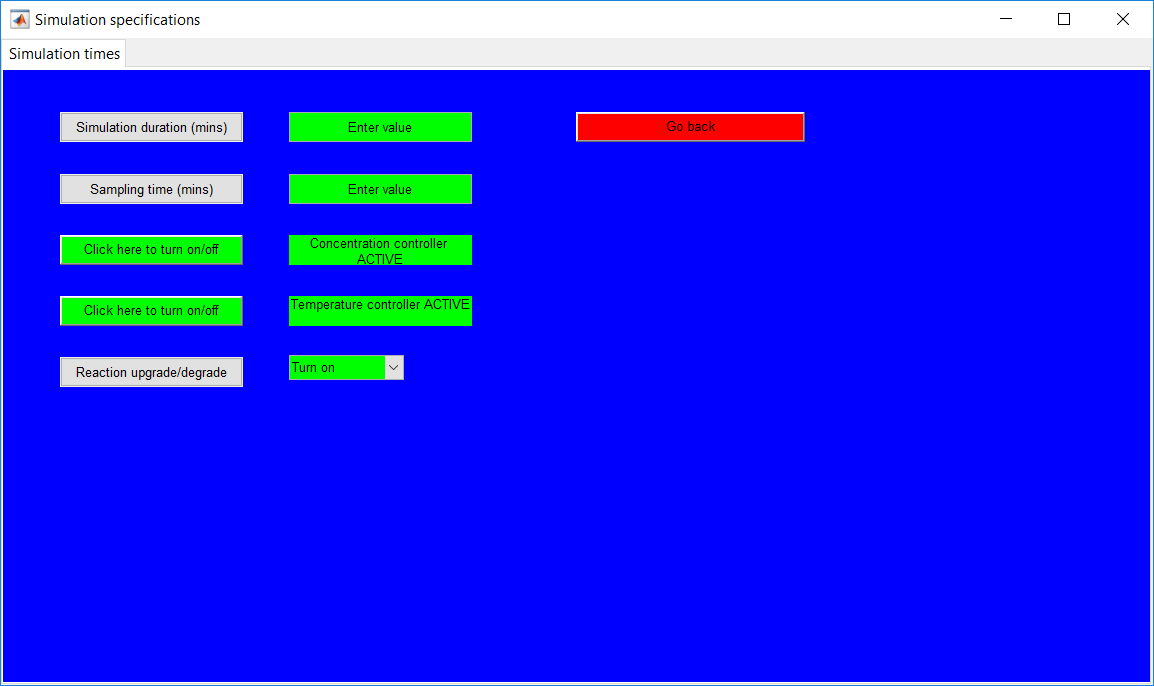 Simulation specifications
Simulation times
Simulation duration (mins)
Enter value
Go back
Sampling time (mins)
Enter value
Click here to turn on/off
Concentration controller
ACTIVE
Click here to turn on/off
Temperature controller ACTIVE
Reaction upgrade/degrade
Turn on